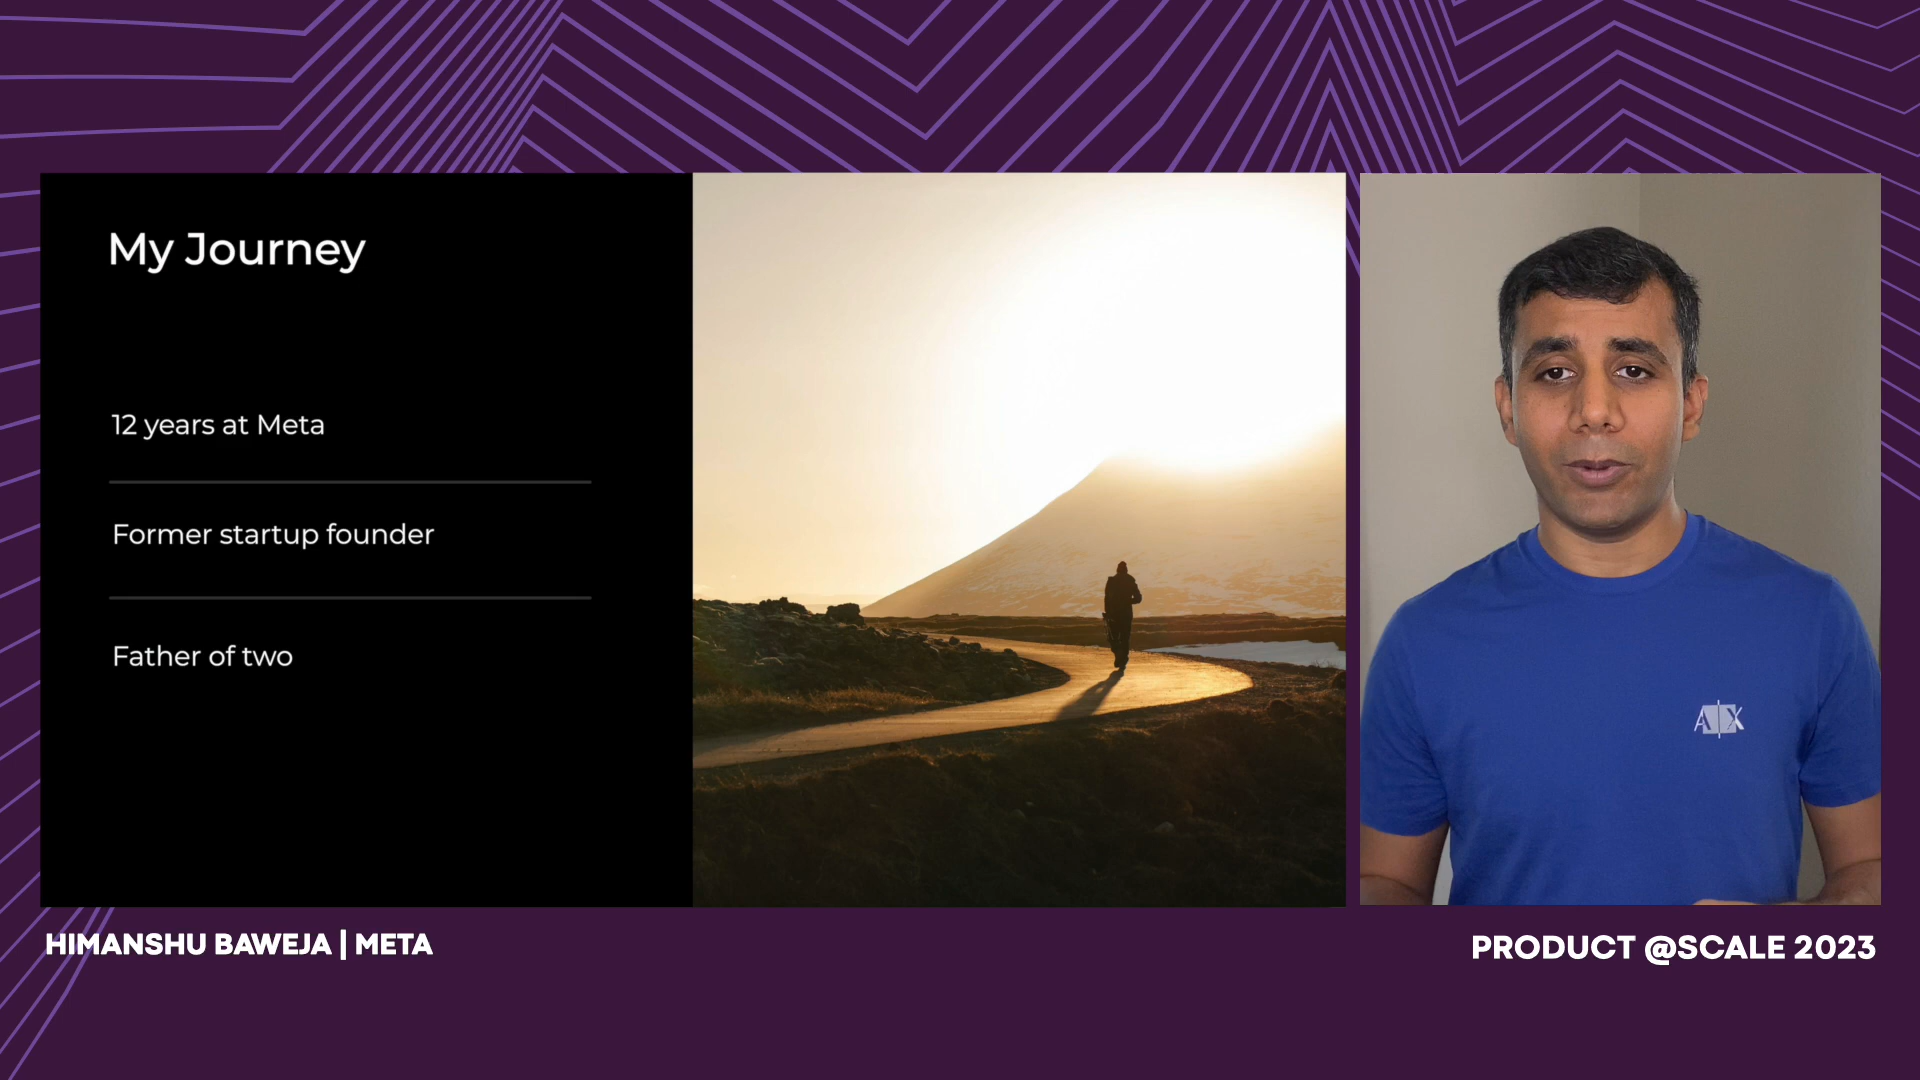 My Journey
12 years at Meta
Former startup founder
Father of two
A|X
HIMANSHU BAWEJA | META
PRODUCT @SCALE 2023